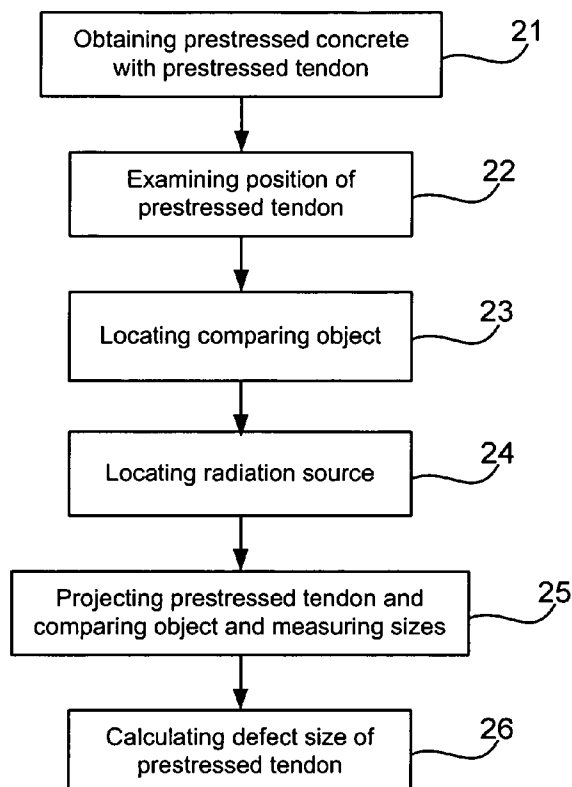 Obtaining prestressed concrete
with prestressed tendon
21
Examining position of
prestressed tendon
22
Locating comparing object
23
Locating radiation source
24
Projecting prestressed tendon and
comparing object and measuring sizes
25
Calculating defect size of
prestressed tendon
26